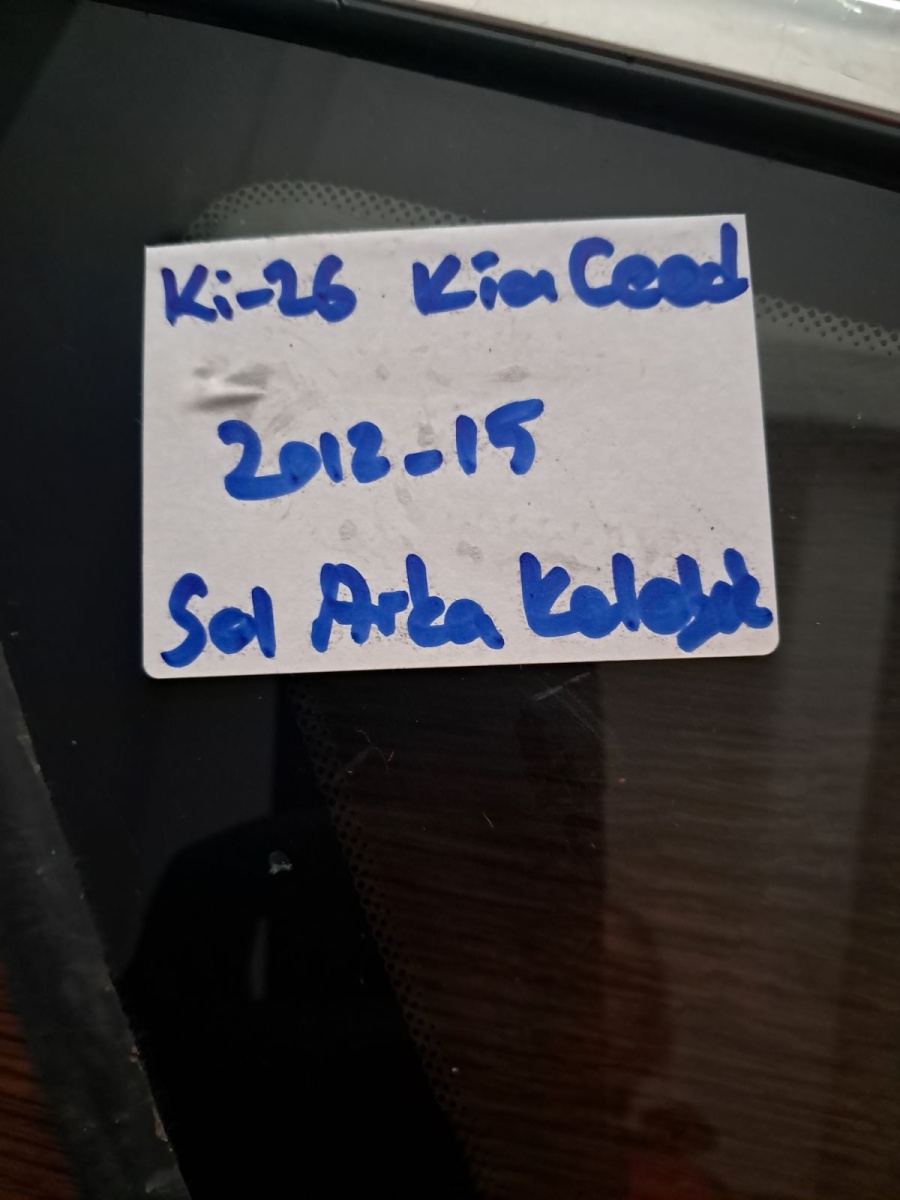 Ki-26 Kia Ceed
2012-15
Sol Arka Kelebek